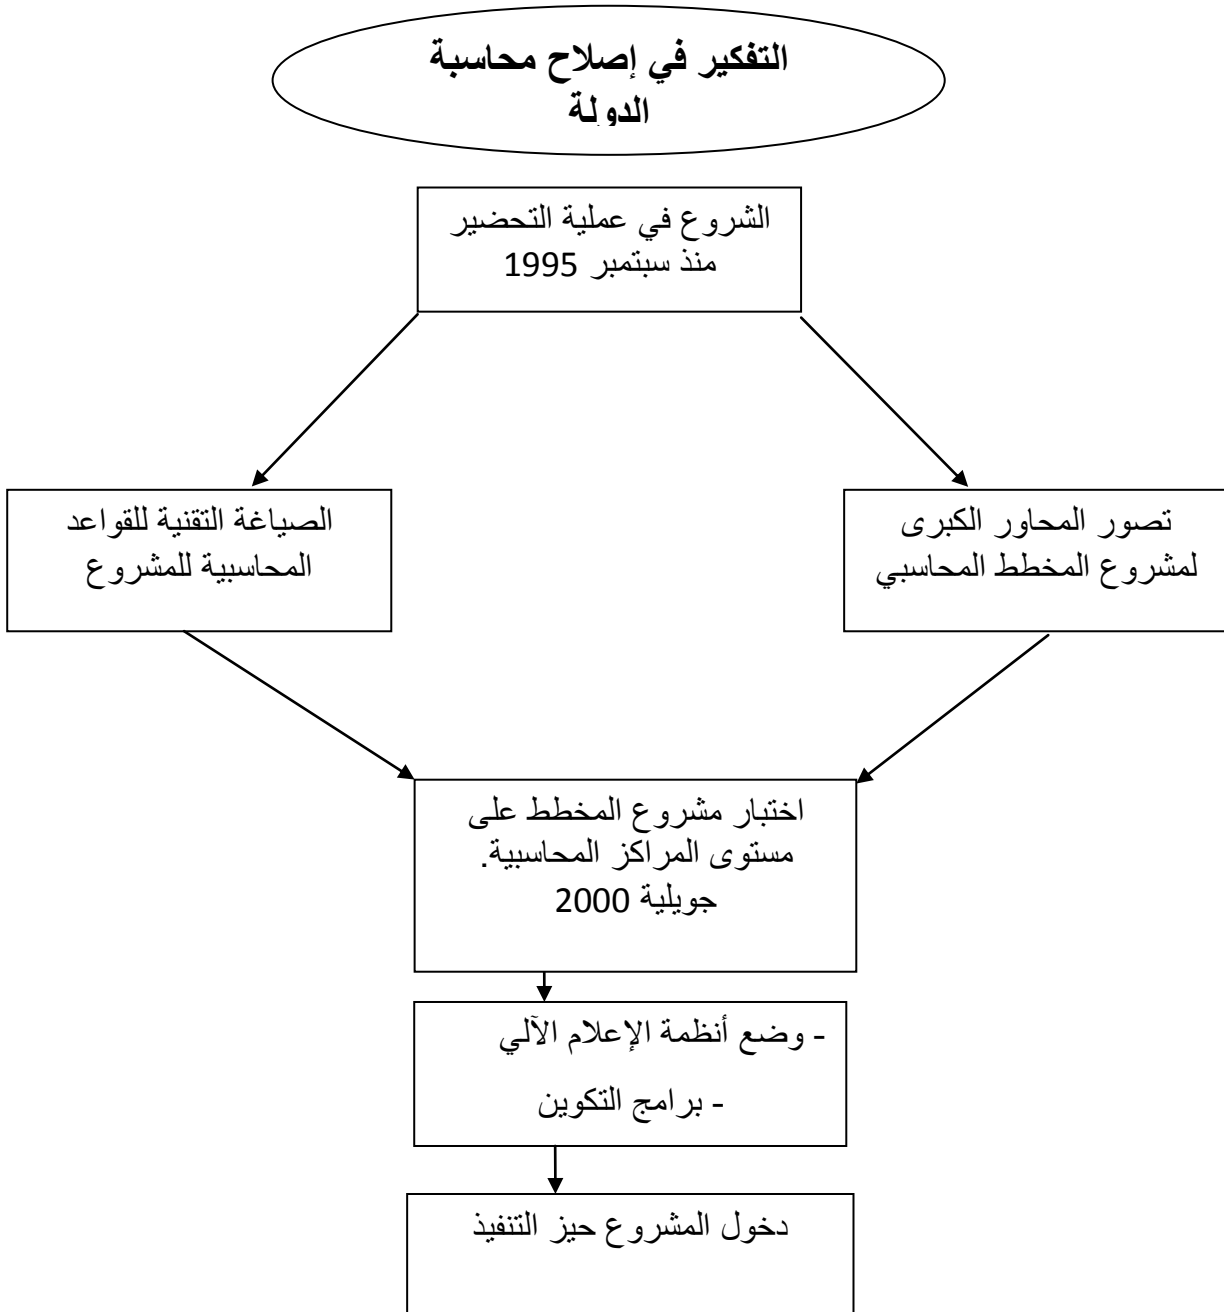 التفكير في إصلاح محاسبة
الدولة
الشروع في عملية التحضير
منذ سبتمبر 1995
تصور المحاور الكبرى
لمشروع المخطط المحاسبي
الصياغة التقنية للقواعد
المحاسبية للمشروع
اختبار مشروع المخطط على
مستوى المراكز المحاسبية.
جويلية 2000
- وضع أنظمة الإعلام الآلي
- برامج التكوين
دخول المشروع حيز التنفيذ